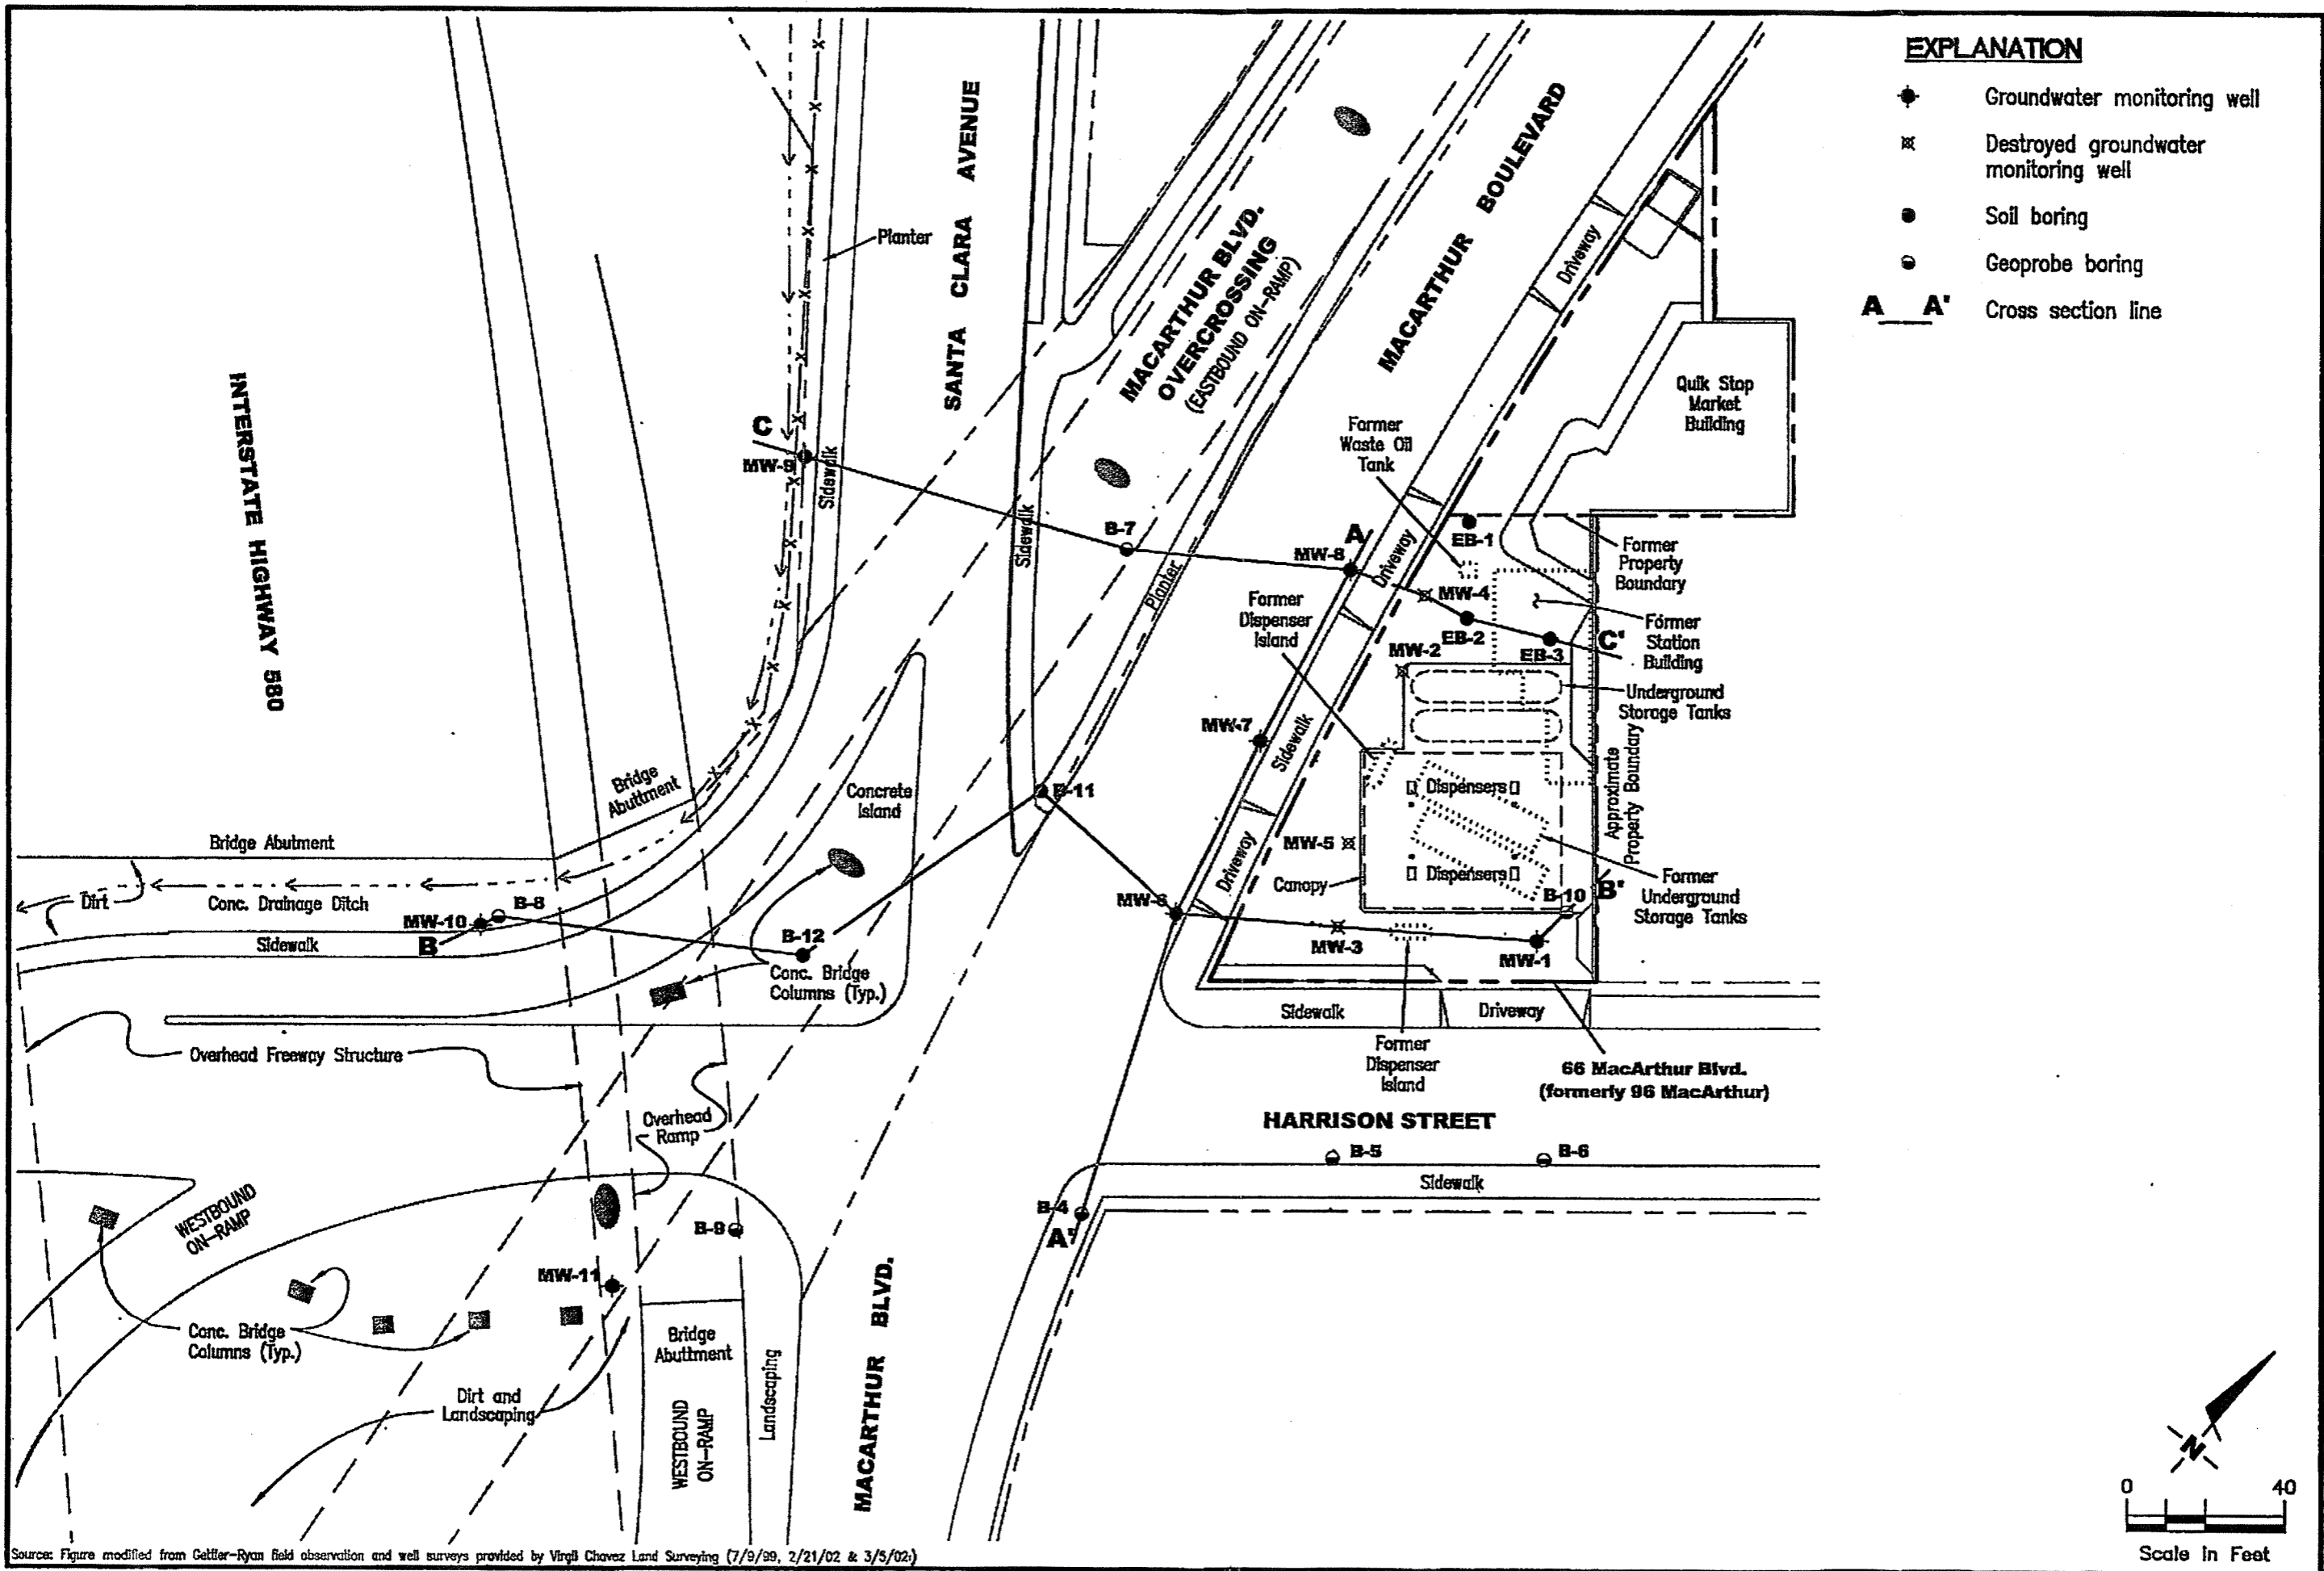 EXPLANATION
Groundwater monitoring well
Destroyed groundwater
monitoring well
Soil boring
Geoprobe boring
A A' Cross section line
Planter
SANTA CLARA AVENUE
MACARTHUR BLVD.
OVERCROSSING
(EASTBOUND ON-RAMP)
MACARTHUR BOULEVARD
Driveway
Quik Stop
Market
Building
INTERSTATE HIGHWAY 580
C
MW-9
Sidewalk
Sidewalk
B-7
Planter
Former
Waste Oil
Tank
A
MW-8
Driveway
EB-1
Former
Property
Boundary
MW-4
EB-2
EB-3
C'
Former
Station
Building
Former
Dispenser
Island
MW-2
Underground
Storage Tanks
MW-7
Sidewalk
Approximate
Property Boundary
Bridge
Abuttment
Concrete
Island
B-11
Dispensers
Bridge Abutment
MW-5
Driveway
Canopy
Dispensers
Former
Underground
Storage Tanks
B-10
B'
Dirt
Conc. Drainage Ditch
MW-10
B-8
B
Sidewalk
B-12
Conc. Bridge
Columns (Typ.)
MW-6
MW-3
MW-1
Sidewalk
Driveway
Former
Dispenser
Island
66 MacArthur Blvd.
(formerly 96 MacArthur)
Overhead Freeway Structure
Overhead
Ramp
HARRISON STREET
B-5
B-6
Sidewalk
WESTBOUND
ON-RAMP
B-9
B-4
A'
MW-11
Conc. Bridge
Columns (Typ.)
Bridge
Abuttment
Dirt and
Landscaping
WESTBOUND
ON-RAMP
Landscaping
MACARTHUR BLVD.
N
0 40
Scale in Feet
Source: Figure modified from Gettler-Ryan field observation and well surveys provided by Virgil Chavez Land Surveying (7/9/99, 2/21/02 & 3/5/02)